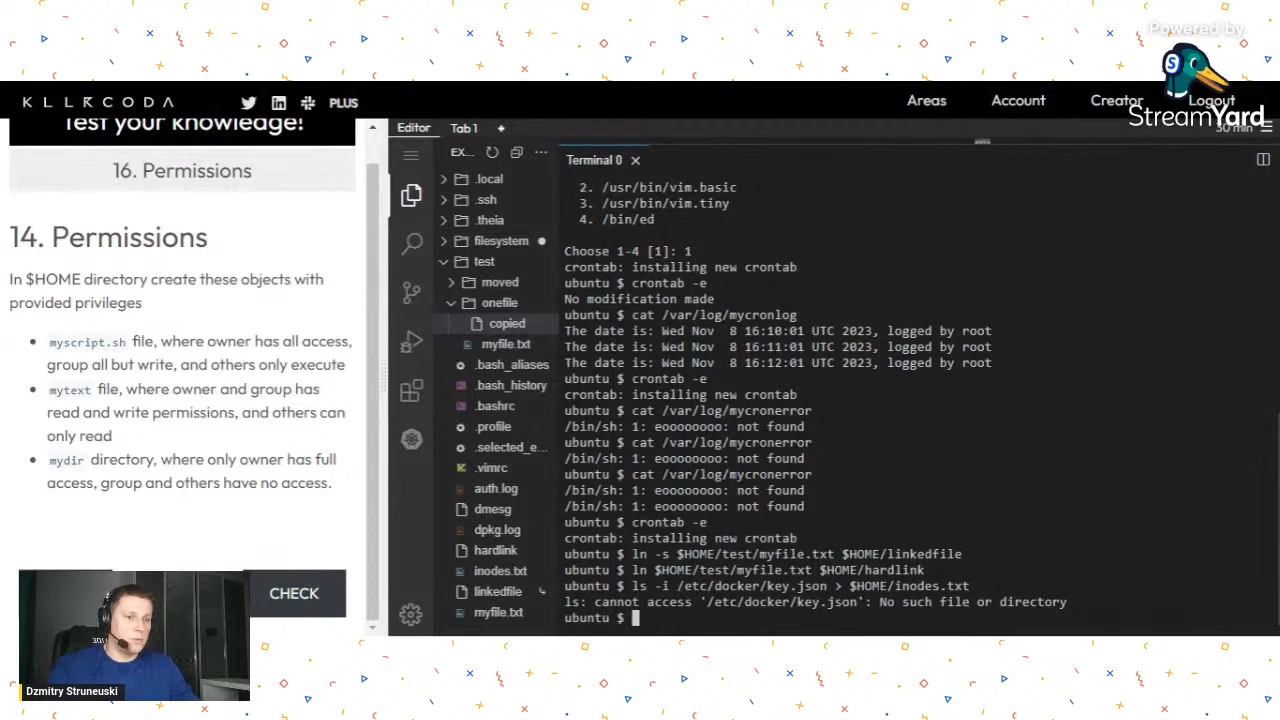 Powered by
StreamYard
KLLRCODA
PLUS
Areas
Account
Creator
Logout
Test your knowledge!
16. Permissions
14. Permissions
In $HOME directory create these objects with
provided privileges
myscript.sh file, where owner has all access,
group all but write, and others only execute
mytext file, where owner and group has
read and write permissions, and others can
only read
mydir directory, where only owner has full
access, group and others have no access.
CHECK
Dzmitry Struneuski
Editor
Tab 1
30 min
EX...
.local
.ssh
.theia
filesystem
test
moved
onefile
copied
myfile.txt
.bash_aliases
.bash_history
.bashrc
.profile
.selected_e...
.vimrc
auth.log
dmesg
dpkg.log
hardlink
inodes.txt
linkedfile
myfile.txt
Terminal 0
2. /usr/bin/vim.basic
3. /usr/bin/vim.tiny
4. /bin/ed
Choose 1-4 [1]: 1
crontab: installing new crontab
ubuntu $ crontab -e
No modification made
ubuntu $ cat /var/log/mycronlog
The date is: Wed Nov  8 16:10:01 UTC 2023, logged by root
The date is: Wed Nov  8 16:11:01 UTC 2023, logged by root
The date is: Wed Nov  8 16:12:01 UTC 2023, logged by root
ubuntu $ crontab -e
crontab: installing new crontab
ubuntu $ cat /var/log/mycronerror
/bin/sh: 1: eoooooooo: not found
ubuntu $ cat /var/log/mycronerror
/bin/sh: 1: eoooooooo: not found
ubuntu $ cat /var/log/mycronerror
/bin/sh: 1: eoooooooo: not found
/bin/sh: 1: eoooooooo: not found
ubuntu $ crontab -e
crontab: installing new crontab
ubuntu $ ln -s $HOME/test/myfile.txt $HOME/linkedfile
ubuntu $ ln $HOME/test/myfile.txt $HOME/hardlink
ubuntu $ ls -i /etc/docker/key.json > $HOME/inodes.txt
ls: cannot access '/etc/docker/key.json': No such file or directory
ubuntu $